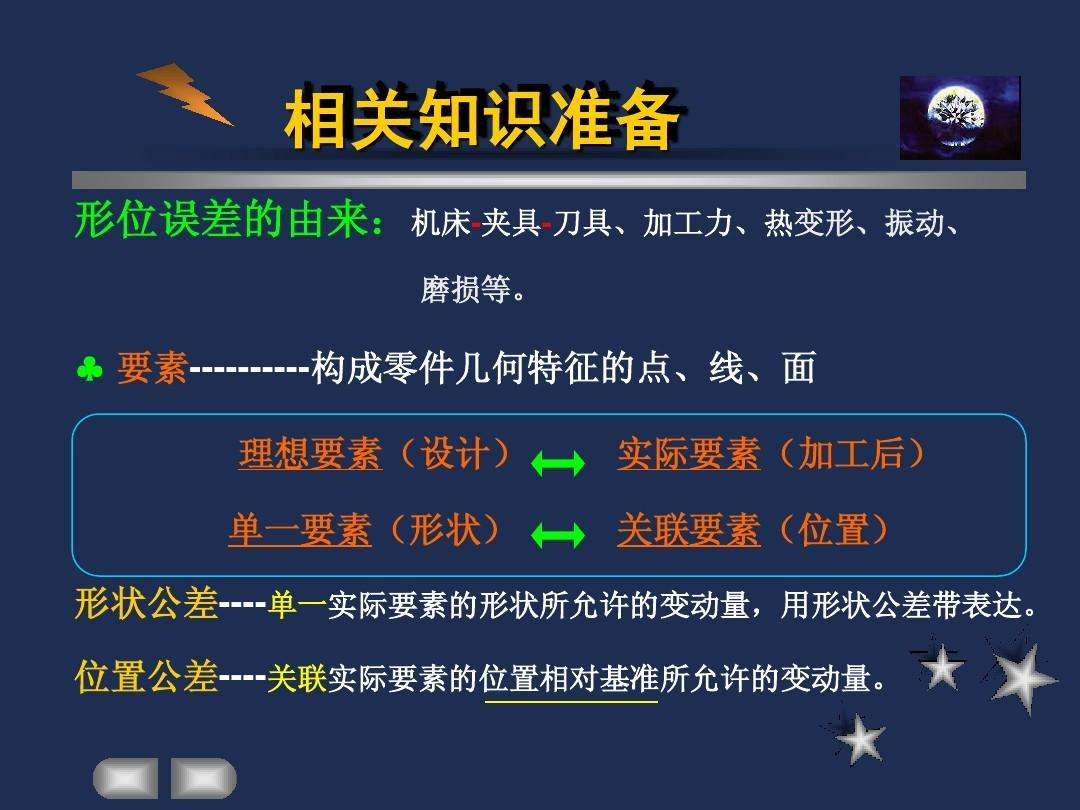 相关知识准备
形位误差的由来：机床-夹具-刀具、加工力、热变形、振动、
磨损等。
♣ 要素----------构成零件几何特征的点、线、面
理想要素（设计） ↔ 实际要素（加工后）
单一要素（形状） ↔ 关联要素（位置）
形状公差----单一实际要素的形状所允许的变动量，用形状公差带表达。
位置公差----关联实际要素的位置相对基准所允许的变动量。